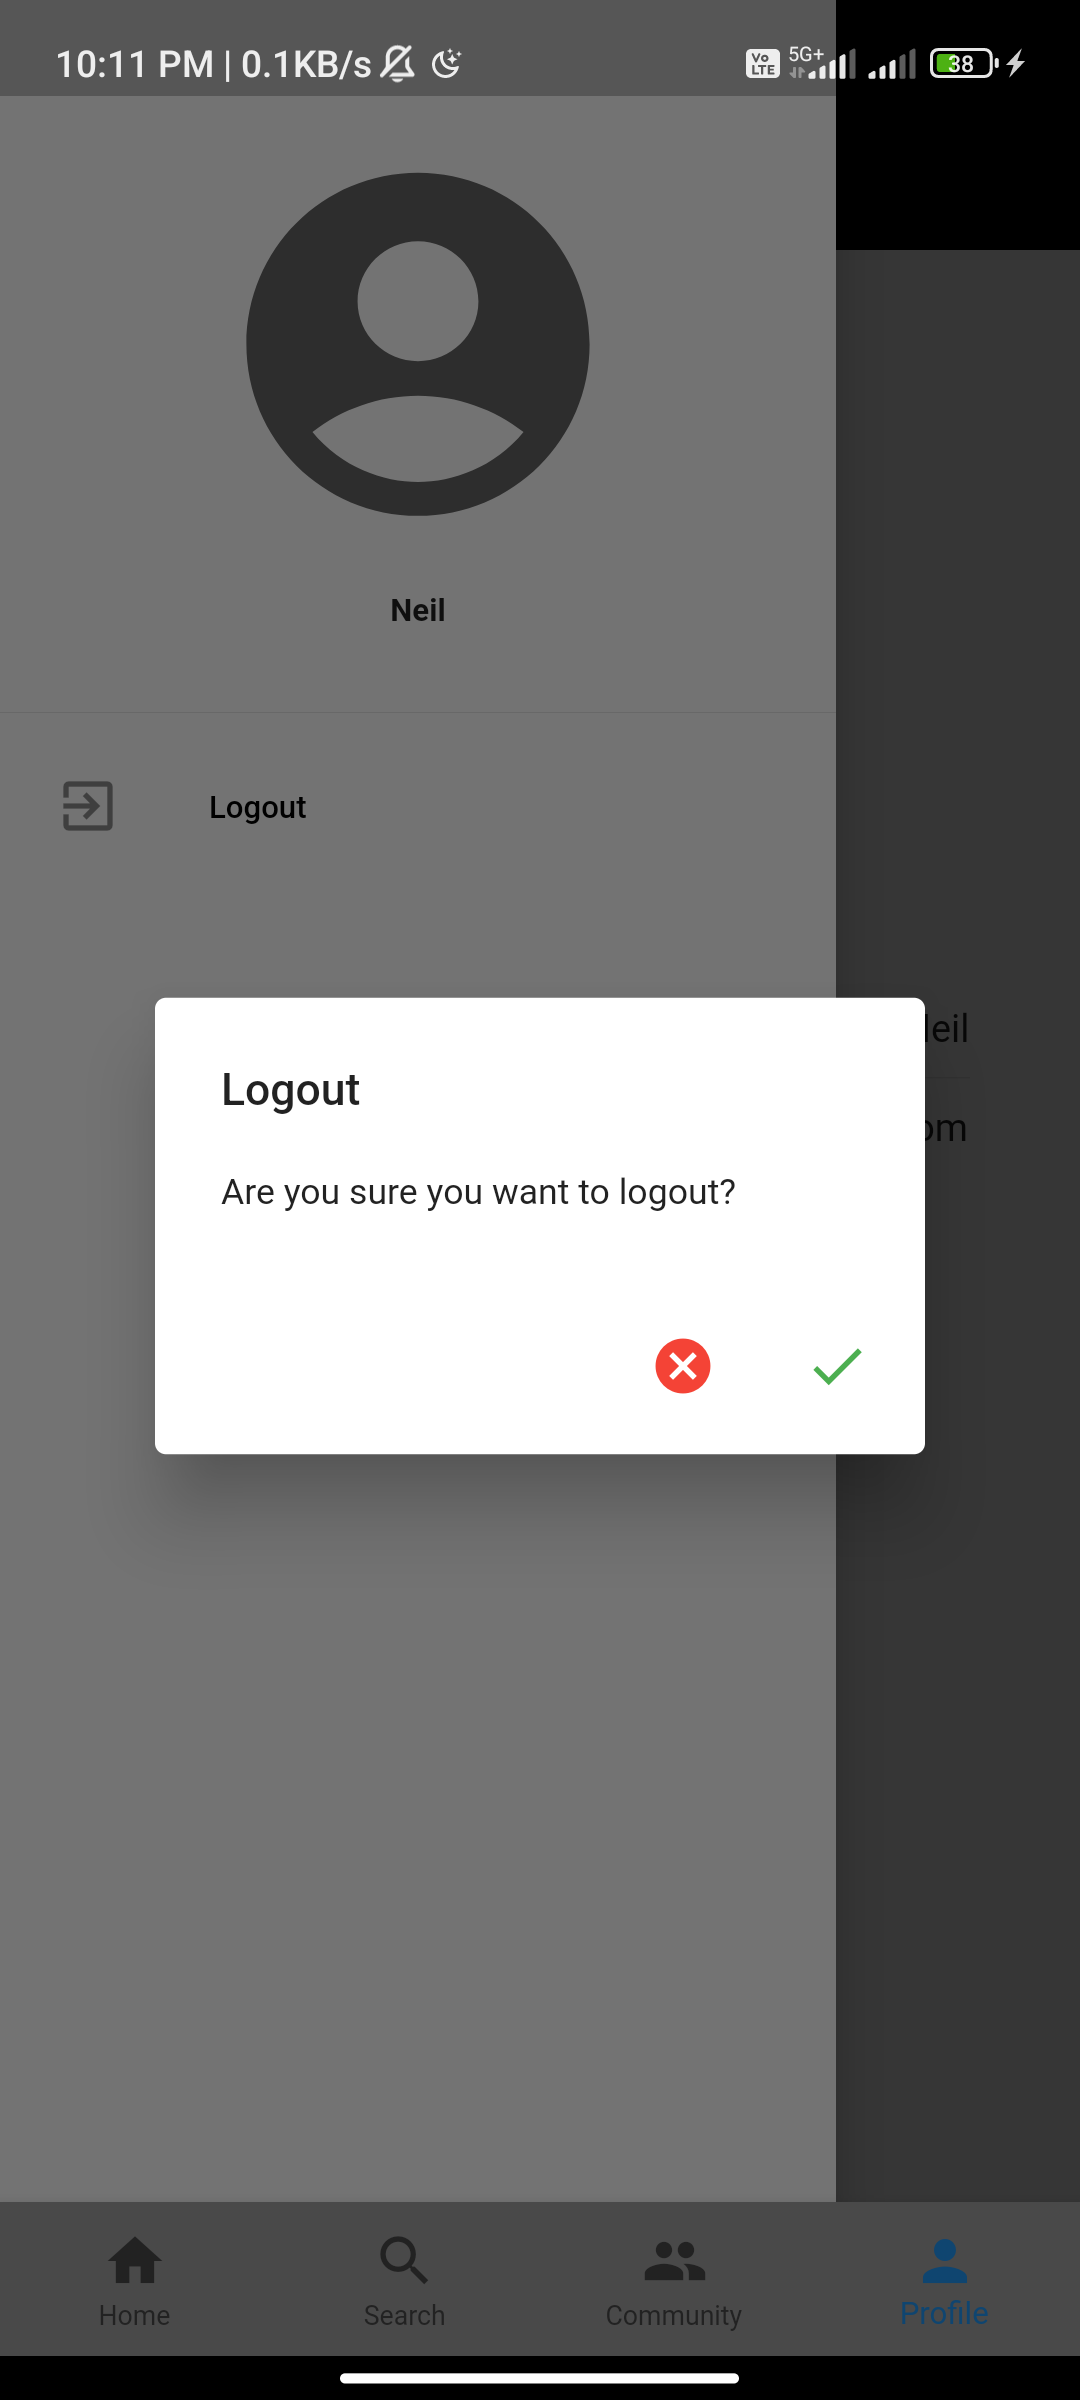 10:11 PM | 0.1KB/s
Vo LTE 5G+ 38
Neil
Logout
eil
om
Logout
Are you sure you want to logout?
Home Search Community Profile